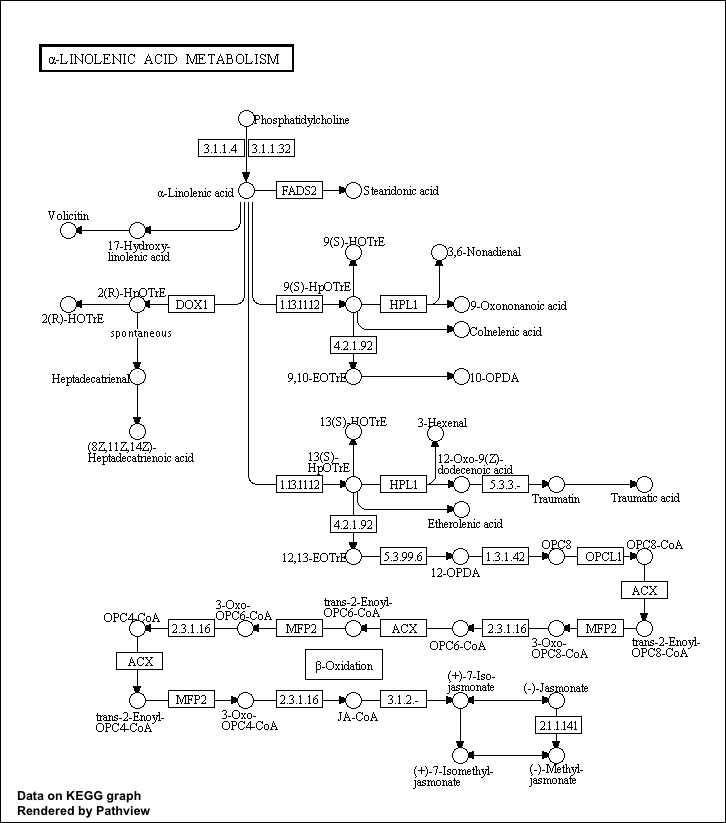 α-LINOLENIC ACID METABOLISM
Phosphatidylcholine
3.1.1.4 3.1.1.32
α-Linolenic acid FADS2 Stearidonic acid
Volicitin
17-Hydroxy-
linolenic acid
9(S)-HOTrE
3,6-Nonadienal
2(R)-HpOTrE
DOX1
2(R)-HOTrE
9(S)-HpOTrE
1.13.11.12
HPL1
9-Oxononanoic acid
Colnelenic acid
spontaneous
4.2.1.92
Heptadecatrienal
9,10-EOTrE
10-OPDA
(8Z,11Z,14Z)-
Heptadecatrienoic acid
13(S)-HOTrE
3-Hexenal
13(S)-
HpOTrE
12-Oxo-9(Z)-
dodecenoic acid
1.13.11.12
HPL1
5.3.3.-
Traumatin
Traumatic acid
4.2.1.92
Etherolenic acid
12,13-EOTrE
5.3.99.6
12-OPDA
1.3.1.42
OPC8
OPCL1
OPC8-CoA
ACX
OPC4-CoA
2.3.1.16
3-Oxo-
OPC6-CoA
MFP2
trans-2-Enoyl-
OPC6-CoA
ACX
OPC6-CoA
2.3.1.16
3-Oxo-
OPC8-CoA
MFP2
trans-2-Enoyl-
OPC8-CoA
ACX
β-Oxidation
trans-2-Enoyl-
OPC4-CoA
MFP2
3-Oxo-
OPC4-CoA
2.3.1.16
JA-CoA
3.1.2.-
(+)-7-Iso-
jasmonate
(-)-Jasmonate
2.1.1.141
(+)-7-Isomethyl-
jasmonate
(-)-Methyl-
jasmonate
Data on KEGG graph
Rendered by Pathview